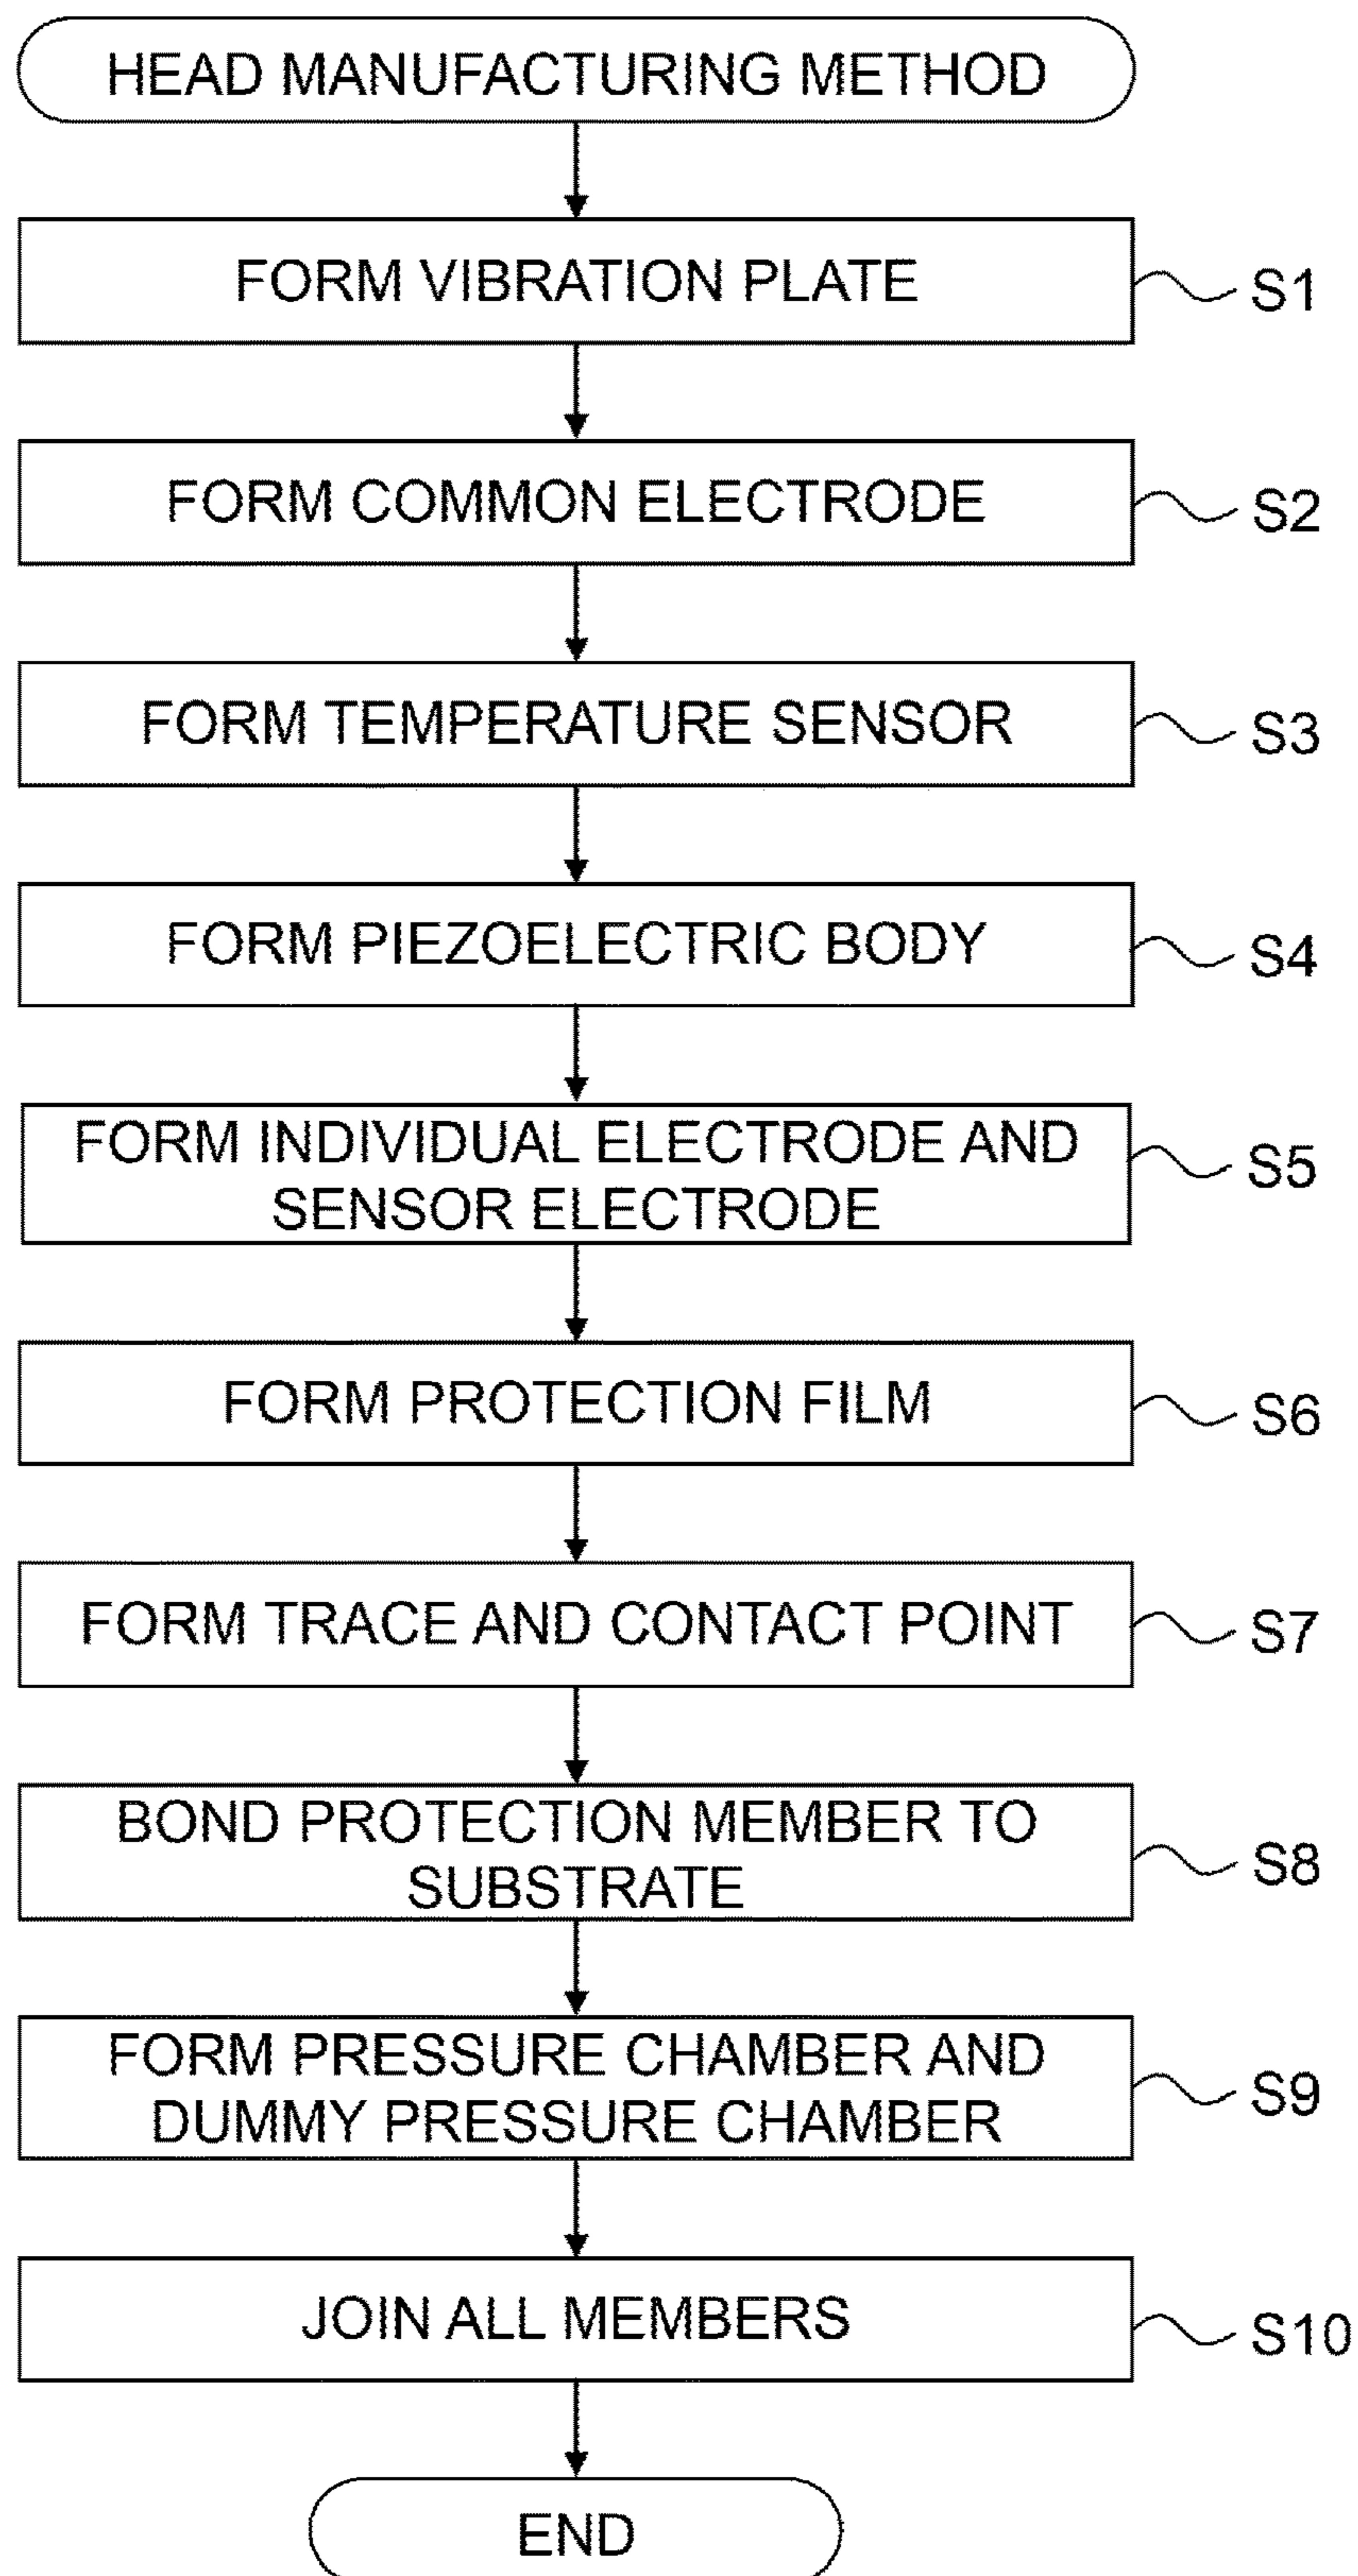 HEAD MANUFACTURING METHOD
FORM VIBRATION PLATE
S1
FORM COMMON ELECTRODE
S2
FORM TEMPERATURE SENSOR
S3
FORM PIEZOELECTRIC BODY
S4
FORM INDIVIDUAL ELECTRODE AND
SENSOR ELECTRODE
S5
FORM PROTECTION FILM
S6
FORM TRACE AND CONTACT POINT
S7
BOND PROTECTION MEMBER TO
SUBSTRATE
S8
FORM PRESSURE CHAMBER AND
DUMMY PRESSURE CHAMBER
S9
JOIN ALL MEMBERS
S10
END